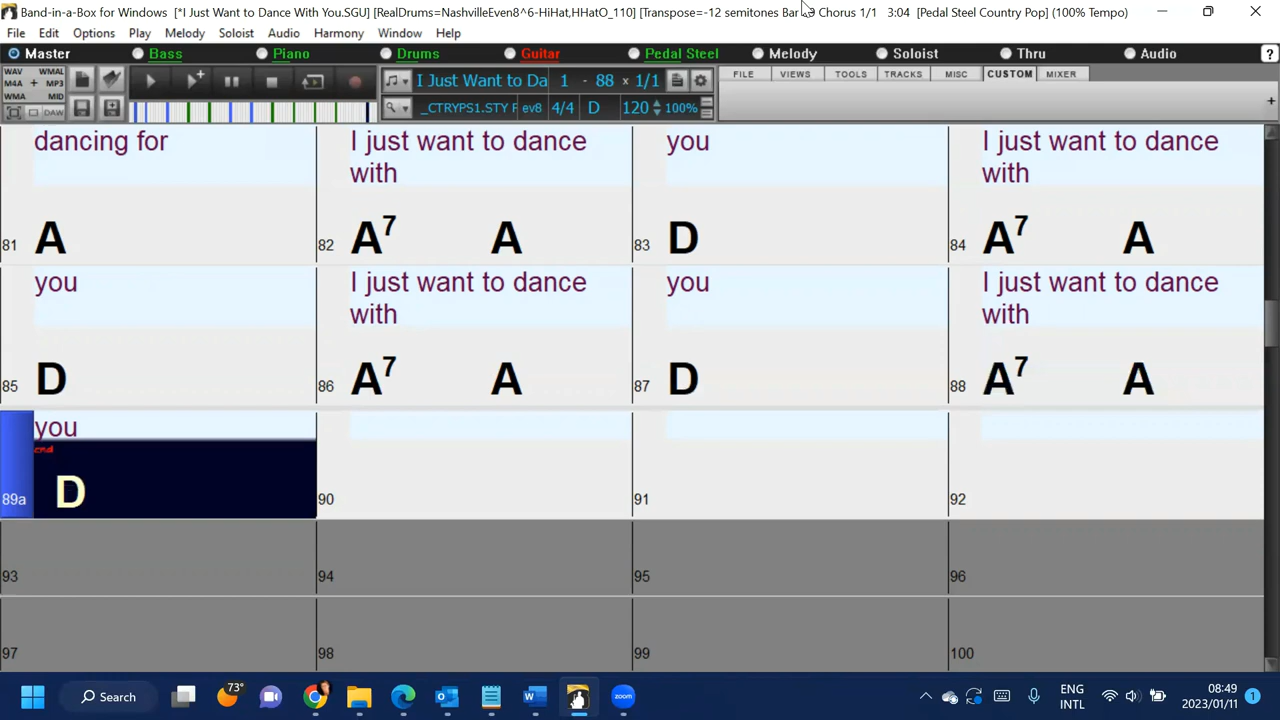 Band-in-a-Box for Windows [*I Just Want to Dance With You.SGU] [RealDrums=NashvilleEven8^6-HiHat,HHatO_110] [Transpose=-12 semitones Bar Chorus 1/1 3:04 [Pedal Steel Country Pop] (100% Tempo)
File Edit Options Play Melody Soloist Audio Harmony Window Help
Master Bass Piano Drums Guitar Pedal Steel Melody Soloist Thru Audio ?
WAV WMAL M4A + MP3 WMA MID DAW
I Just Want to Da 1 - 88 x 1/1
_CTRYPS1.STY F ev8 4/4 D 120 100%
FILE VIEWS TOOLS TRACKS MISC CUSTOM MIXER
+
dancing for I just want to dance with you I just want to dance with
81 A 82 A7 A 83 D 84 A7 A
you I just want to dance with you I just want to dance with
85 D 86 A7 A 87 D 88 A7 A
you
end
89a D 90 91 92
93 94 95 96
97 98 99 100
73°
Search
zoom
ENG
INTL
08:49
2023/01/11
1